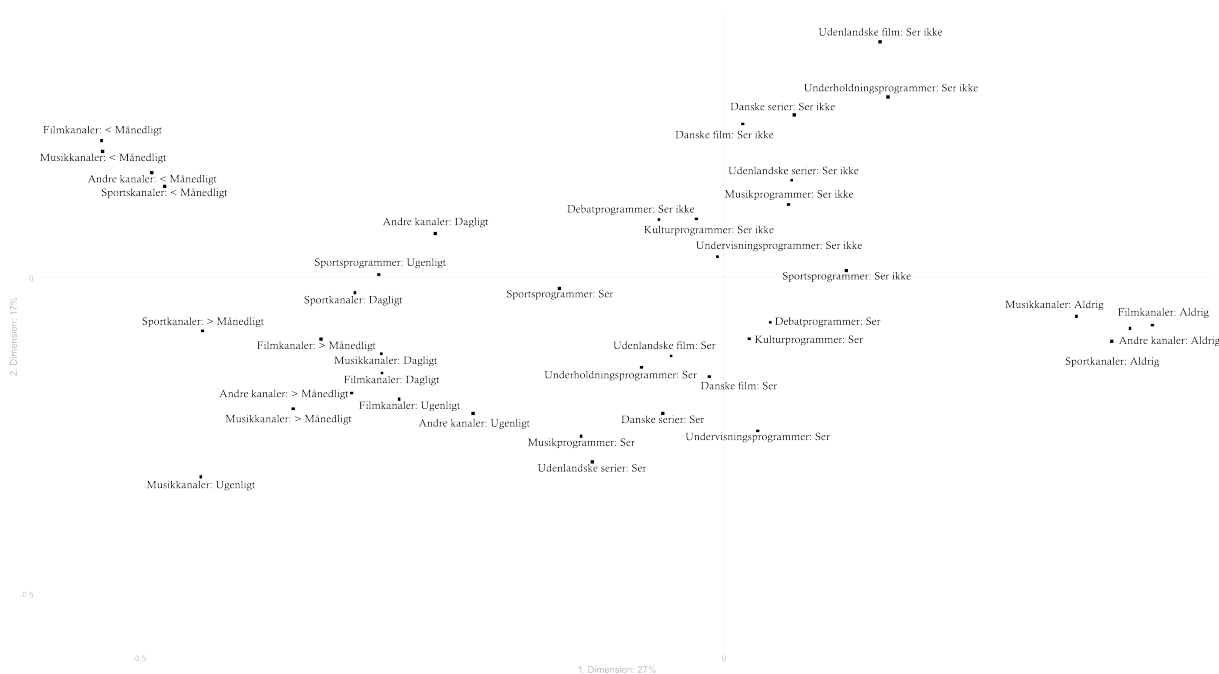 Udenlandske film: Ser ikke
Underholdningsprogrammer: Ser ikke
Danske serier: Ser ikke
Filmkanaler: < Månedligt
Danske film: Ser ikke
Musikkanaler: < Månedligt
Udenlandske serier: Ser ikke
Andre kanaler: < Månedligt
Sportskanaler: < Månedligt
Musikprogrammer: Ser ikke
Debatprogrammer: Ser ikke
Andre kanaler: Dagligt
Kulturprogrammer: Ser ikke
Undervisningsprogrammer: Ser ikke
Sportsprogrammer: Ugenligt
Sportsprogrammer: Ser ikke
0
Sportsprogrammer: Ser
Sportkanaler: Dagligt
Musikkanaler: Aldrig
Filmkanaler: Aldrig
Sportkanaler: > Månedligt
Debatprogrammer: Ser
Kulturprogrammer: Ser
Andre kanaler: Aldrig
Filmkanaler: > Månedligt
Udenlandske film: Ser
Musikkanaler: Dagligt
Sportkanaler: Aldrig
Underholdningsprogrammer: Ser
Filmkanaler: Dagligt
Danske film: Ser
Andre kanaler: > Månedligt
Filmkanaler: Ugenligt
Musikkanaler: > Månedligt
Danske serier: Ser
Andre kanaler: Ugenligt
Undervisningsprogrammer: Ser
Musikprogrammer: Ser
Udenlandske serier: Ser
Musikkanaler: Ugenligt
2. Dimension: 17%
-0.5
-0.5
0
1. Dimension: 27%